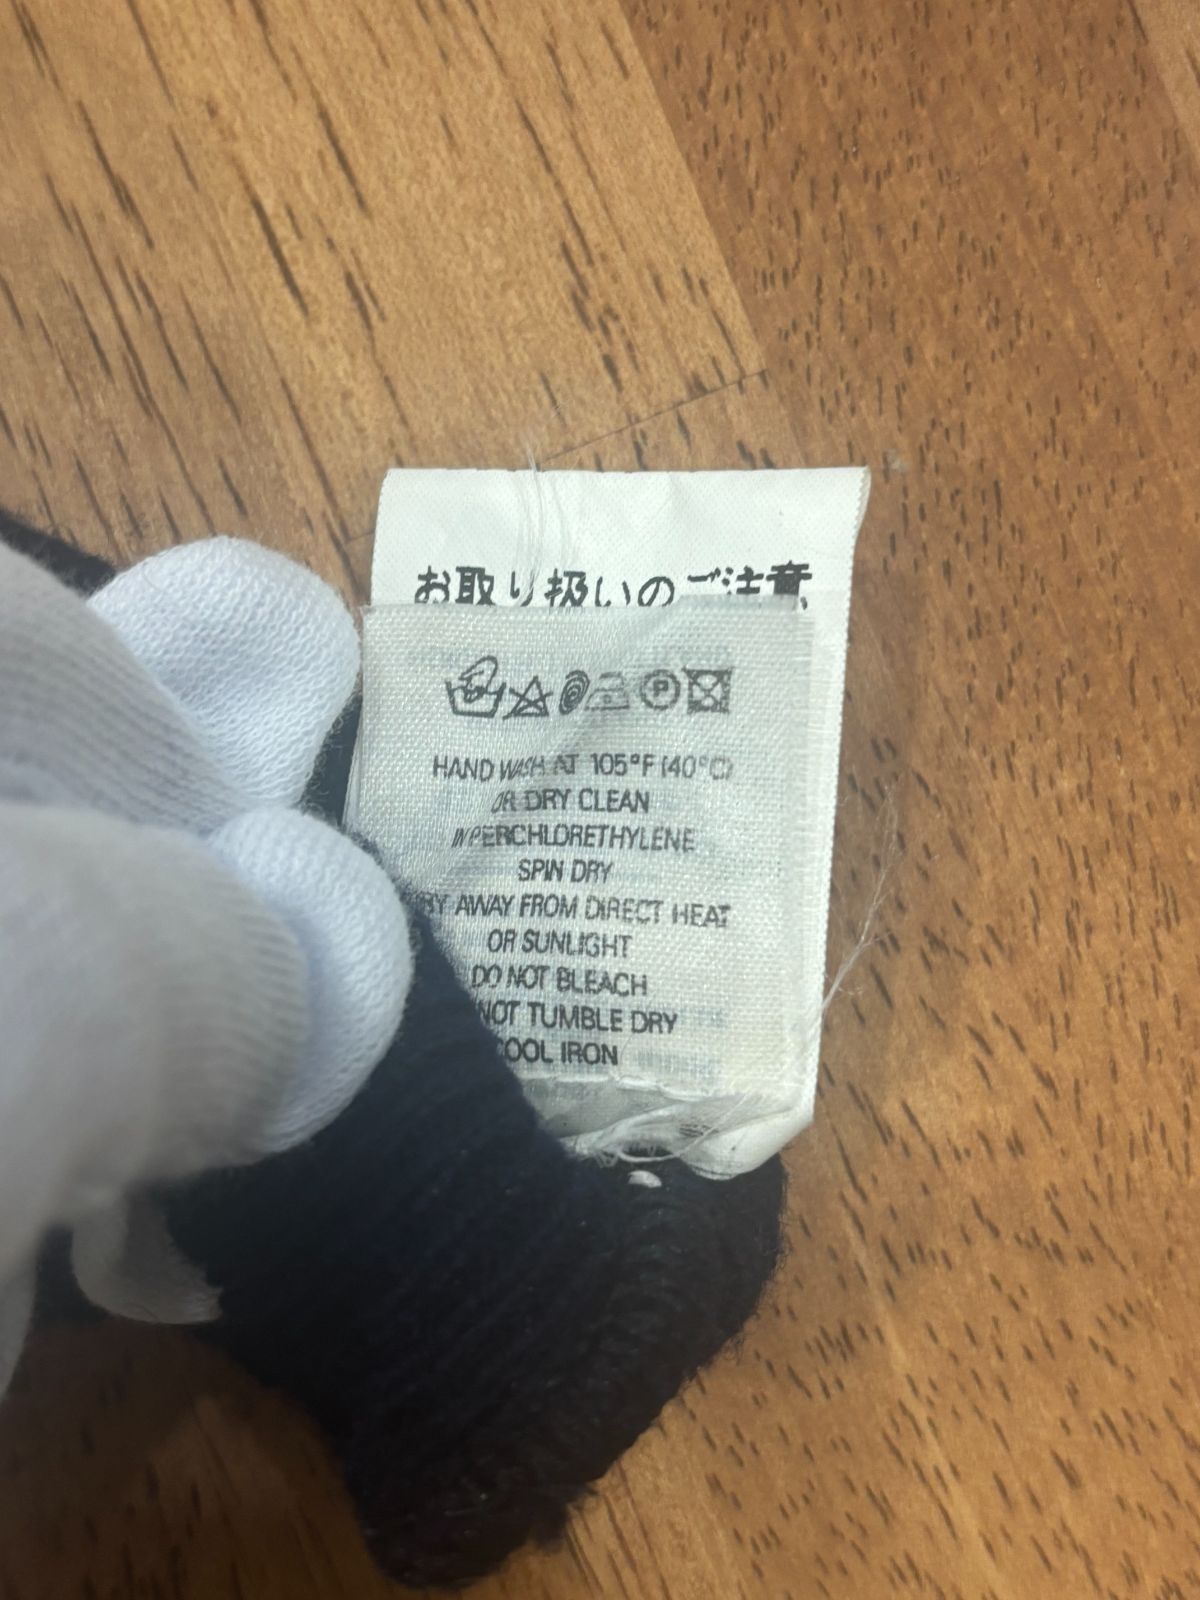 お取り扱いのご注意
P
HAND WASH AT 105°F (40°C)
OR DRY CLEAN
IN PERCHLORETHYLENE
SPIN DRY
RY AWAY FROM DIRECT HEAT
OR SUNLIGHT
DO NOT BLEACH
NOT TUMBLE DRY
COOL IRON